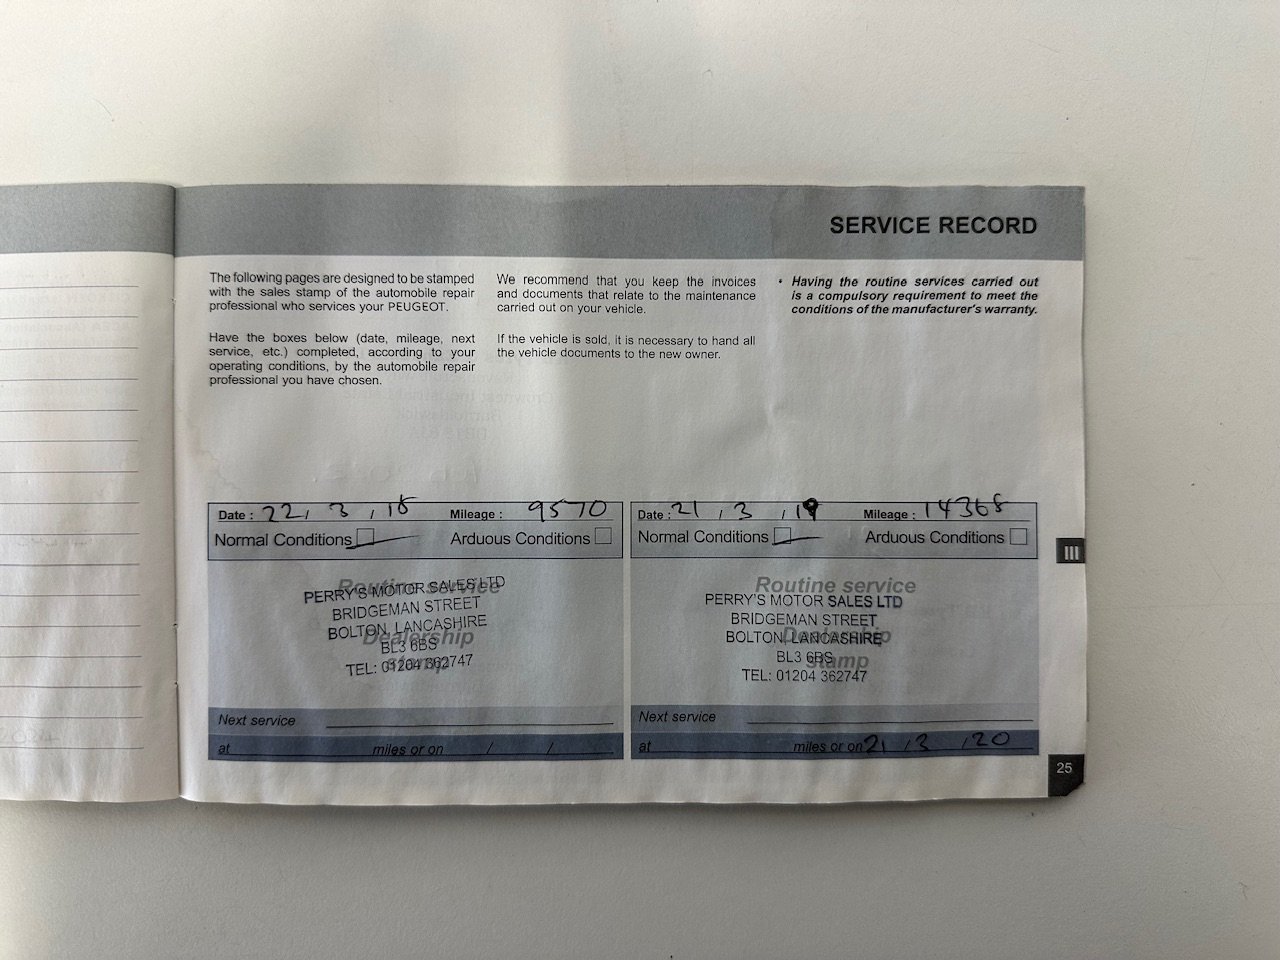 SERVICE RECORD
The following pages are designed to be stamped
with the sales stamp of the automobile repair
professional who services your PEUGEOT.
Have the boxes below (date, mileage, next
service, etc.) completed, according to your
operating conditions, by the automobile repair
professional you have chosen.
We recommend that you keep the invoices
and documents that relate to the maintenance
carried out on your vehicle.
If the vehicle is sold, it is necessary to hand all
the vehicle documents to the new owner.
• Having the routine services carried out
is a compulsory requirement to meet the
conditions of the manufacturer's warranty.
Date : 22, 3, 18 Mileage : 9570
Normal Conditions Arduous Conditions
Routine service
Dealership
stamp
PERRY'S MOTOR SALES LTD
BRIDGEMAN STREET
BOLTON, LANCASHIRE
BL3 6BS
TEL: 01204 362747
Next service
at miles or on / /
Date : 21, 3, 19 Mileage : 14368
Normal Conditions Arduous Conditions
Routine service
Dealership
stamp
PERRY'S MOTOR SALES LTD
BRIDGEMAN STREET
BOLTON, LANCASHIRE
BL3 6BS
TEL: 01204 362747
Next service
at miles or on 21 / 3 / 20
III
25